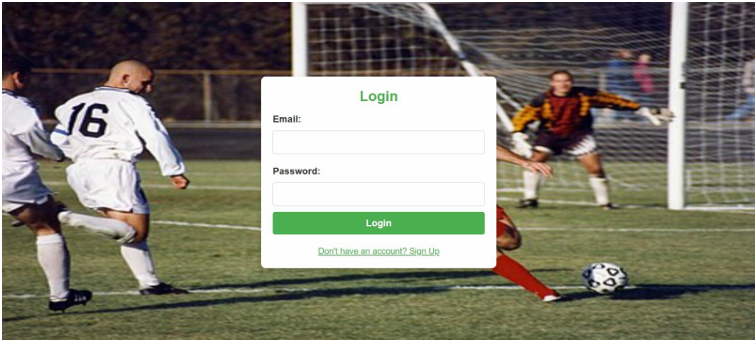 16
Login
Email:
Password:
Login
Don't have an account? Sign Up